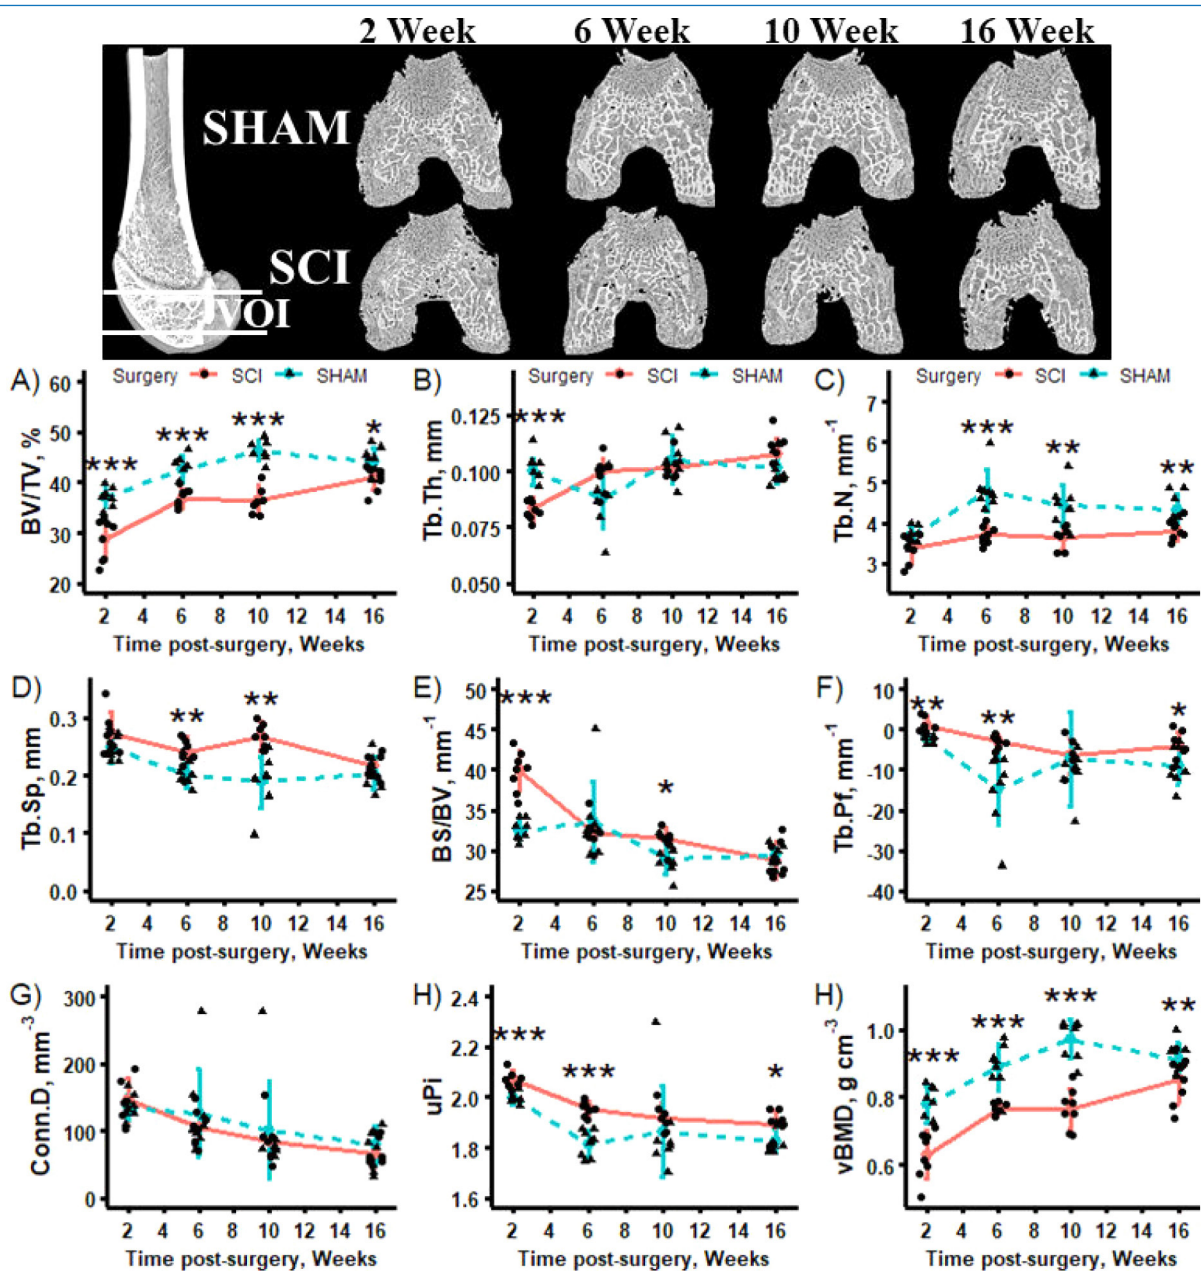 2 Week 6 Week 10 Week 16 Week
SHAM
SCI
VOI
A) Surgery SCI SHAM
BV/TV, %
60
50
40
30
20
***
***
***
*
2 4 6 8 10 12 14 16
Time post-surgery, Weeks
B) Surgery SCI SHAM
Tb.Th, mm
0.125
0.100
0.075
0.050
***
2 4 6 8 10 12 14 16
Time post-surgery, Weeks
C) Surgery SCI SHAM
Tb.N, mm⁻¹
7
6
5
4
3
***
**
**
2 4 6 8 10 12 14 16
Time post-surgery, Weeks
D)
Tb.Sp, mm
0.3
0.2
0.1
0.0
**
**
2 4 6 8 10 12 14 16
Time post-surgery, Weeks
E)
BS/BV, mm⁻¹
50
45
40
35
30
25
***
*
2 4 6 8 10 12 14 16
Time post-surgery, Weeks
F)
Tb.Pf, mm⁻¹
10
0
-10
-20
-30
-40
**
**
*
2 4 6 8 10 12 14 16
Time post-surgery, Weeks
G)
Conn.D, mm⁻³
300
200
100
0
2 4 6 8 10 12 14 16
Time post-surgery, Weeks
H)
uPi
2.4
2.2
2.0
1.8
1.6
***
***
*
2 4 6 8 10 12 14 16
Time post-surgery, Weeks
H)
vBMD, g cm⁻³
1.0
0.8
0.6
***
***
***
**
2 4 6 8 10 12 14 16
Time post-surgery, Weeks